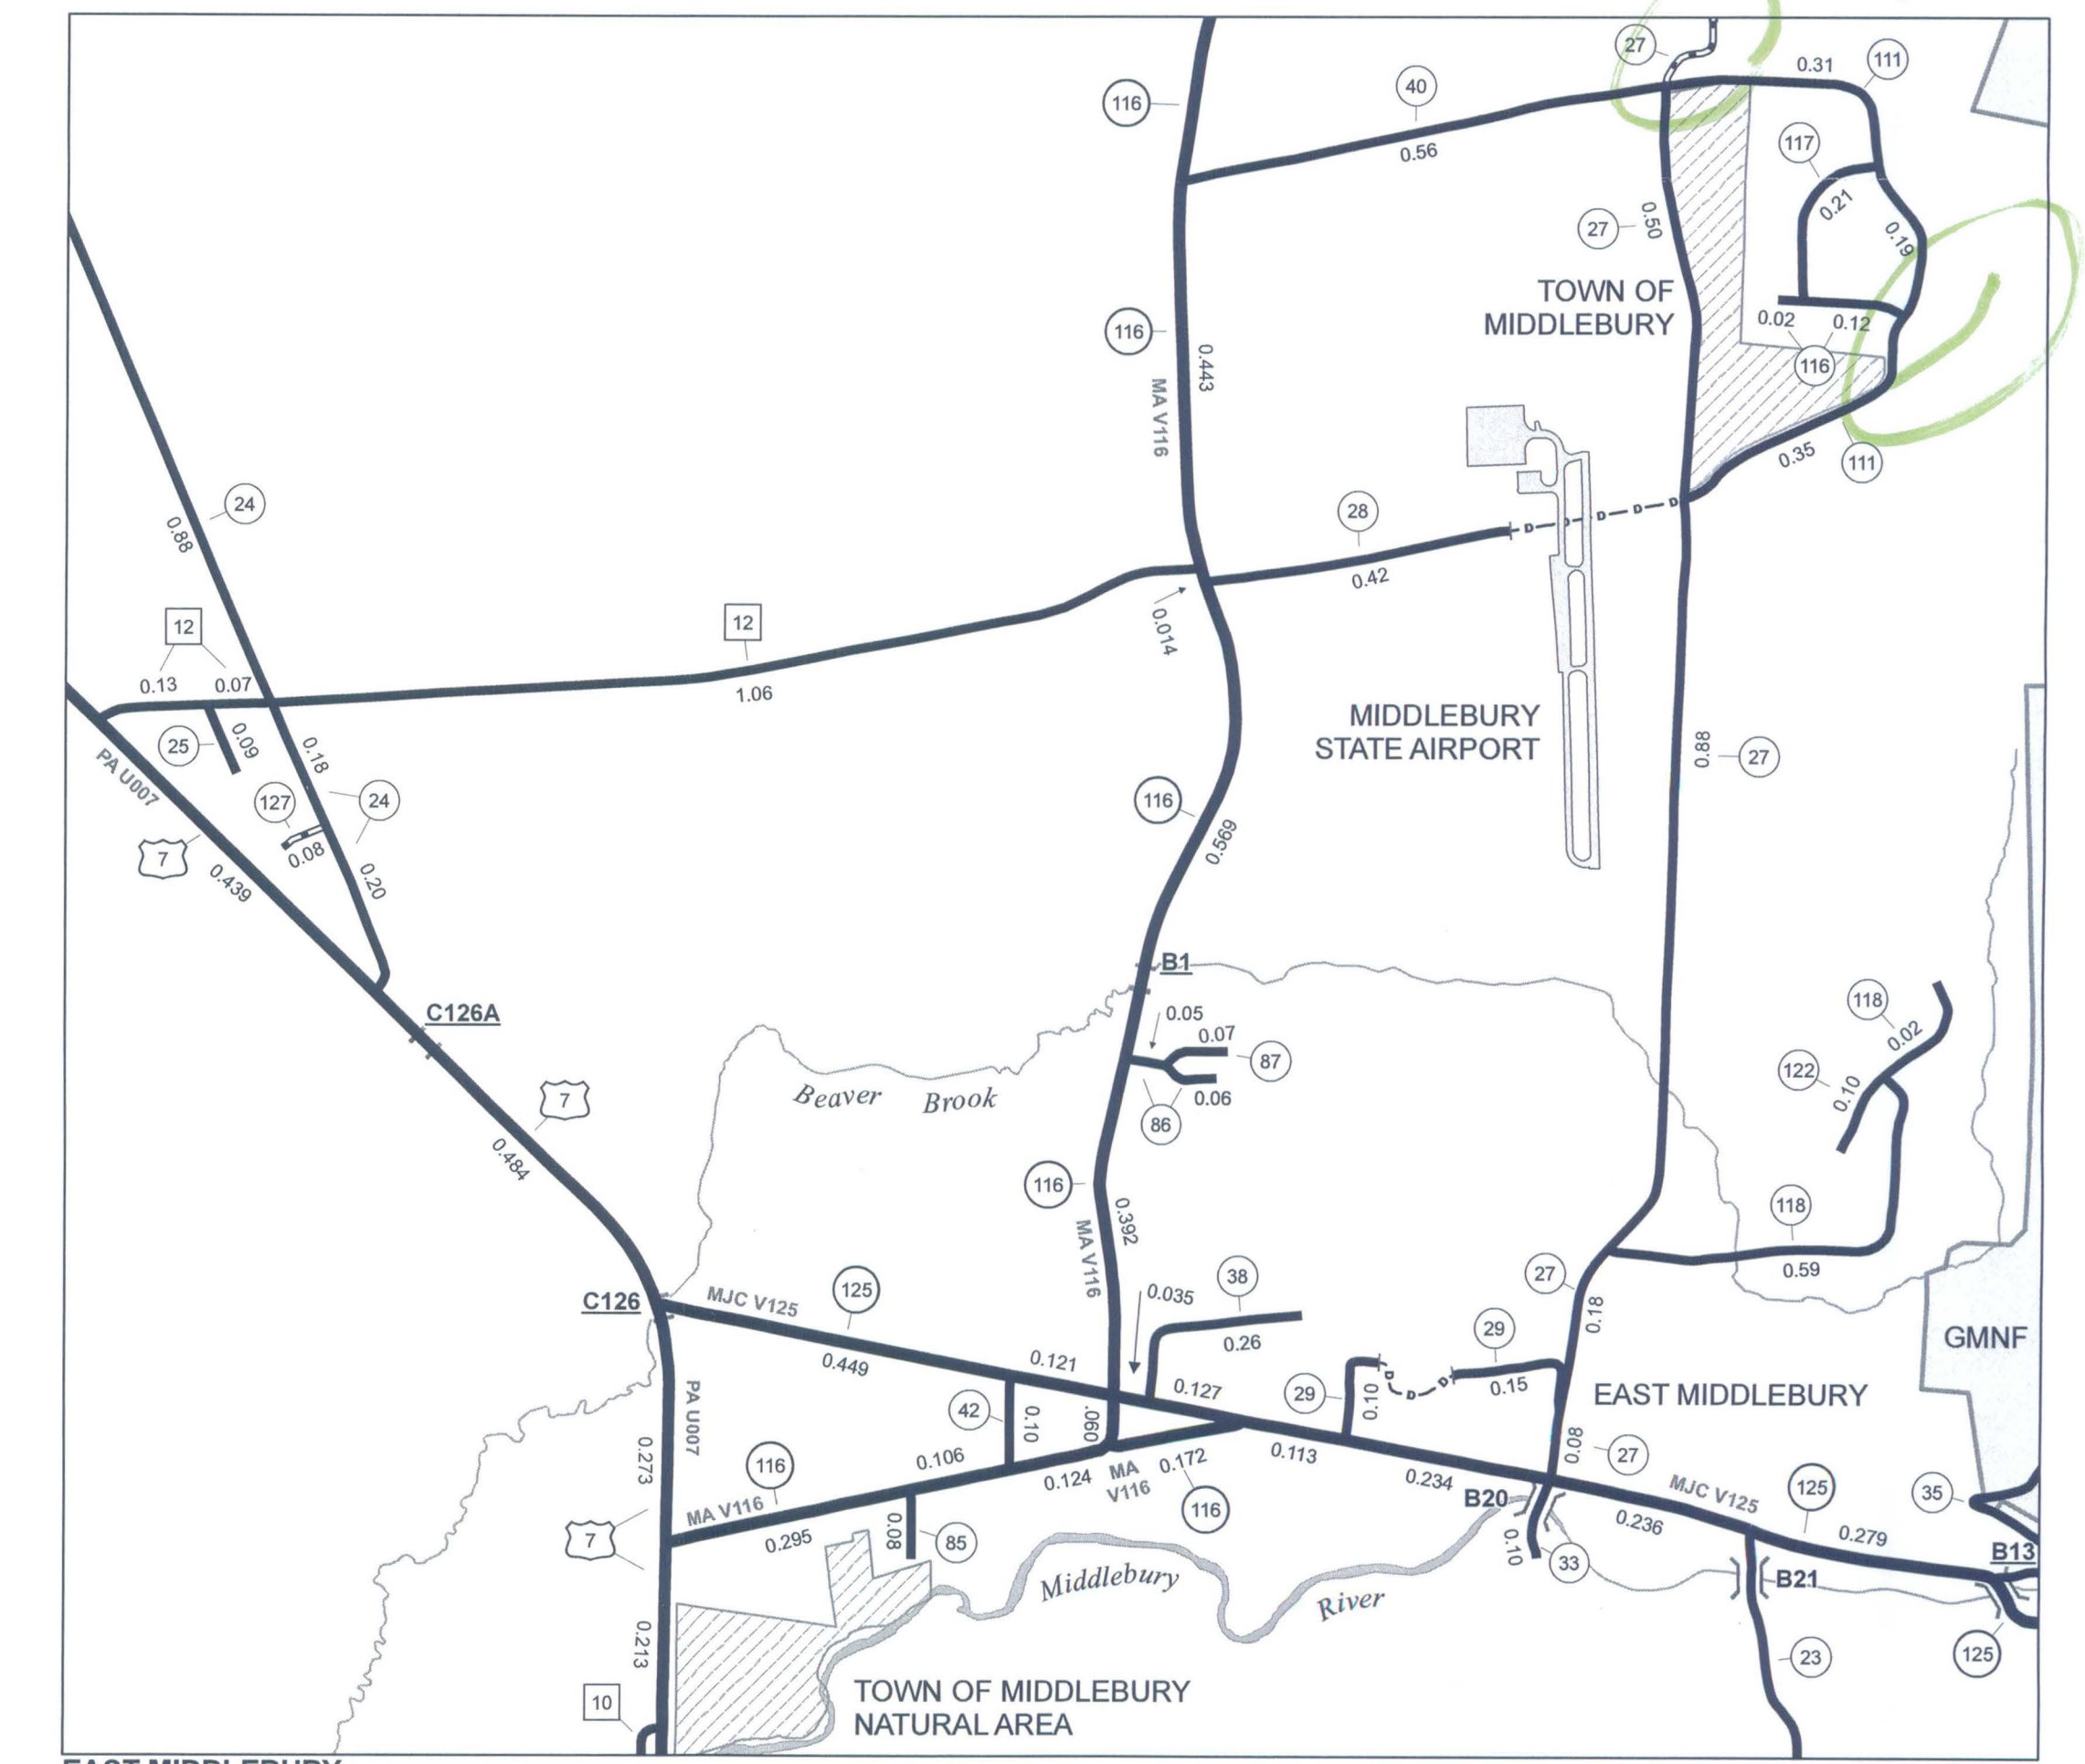 27
0.31
111
116
40
0.56
117
0.21
27
0.50
0.19
TOWN OF
MIDDLEBURY
0.02
0.12
116
116
0.443
MA V116
0.35
111
24
0.88
28
D
D
D
D
D
0.42
12
12
0.014
0.13
0.07
1.06
25
0.09
0.18
MIDDLEBURY
STATE AIRPORT
0.88
27
PA U007
127
24
0.08
116
0.569
7
0.439
0.20
B1
C126A
0.05
0.07
87
0.06
86
118
0.02
122
0.10
7
Beaver Brook
0.484
116
0.392
MA V116
118
0.59
C126
MJC V125
125
0.035
38
0.26
27
0.18
29
0.15
GMNF
0.449
0.121
0.127
29
0.10
D
D
D
EAST MIDDLEBURY
PA U007
42
0.10
.060
0.08
27
0.273
116
0.106
0.124
MA
V116
0.172
116
0.113
0.234
MJC V125
125
35
B20
0.236
0.279
MA V116
0.295
0.08
85
7
0.10
33
B13
B21
Middlebury
River
0.213
125
23
10
TOWN OF MIDDLEBURY
NATURAL AREA
EAST MIDDLEBURY